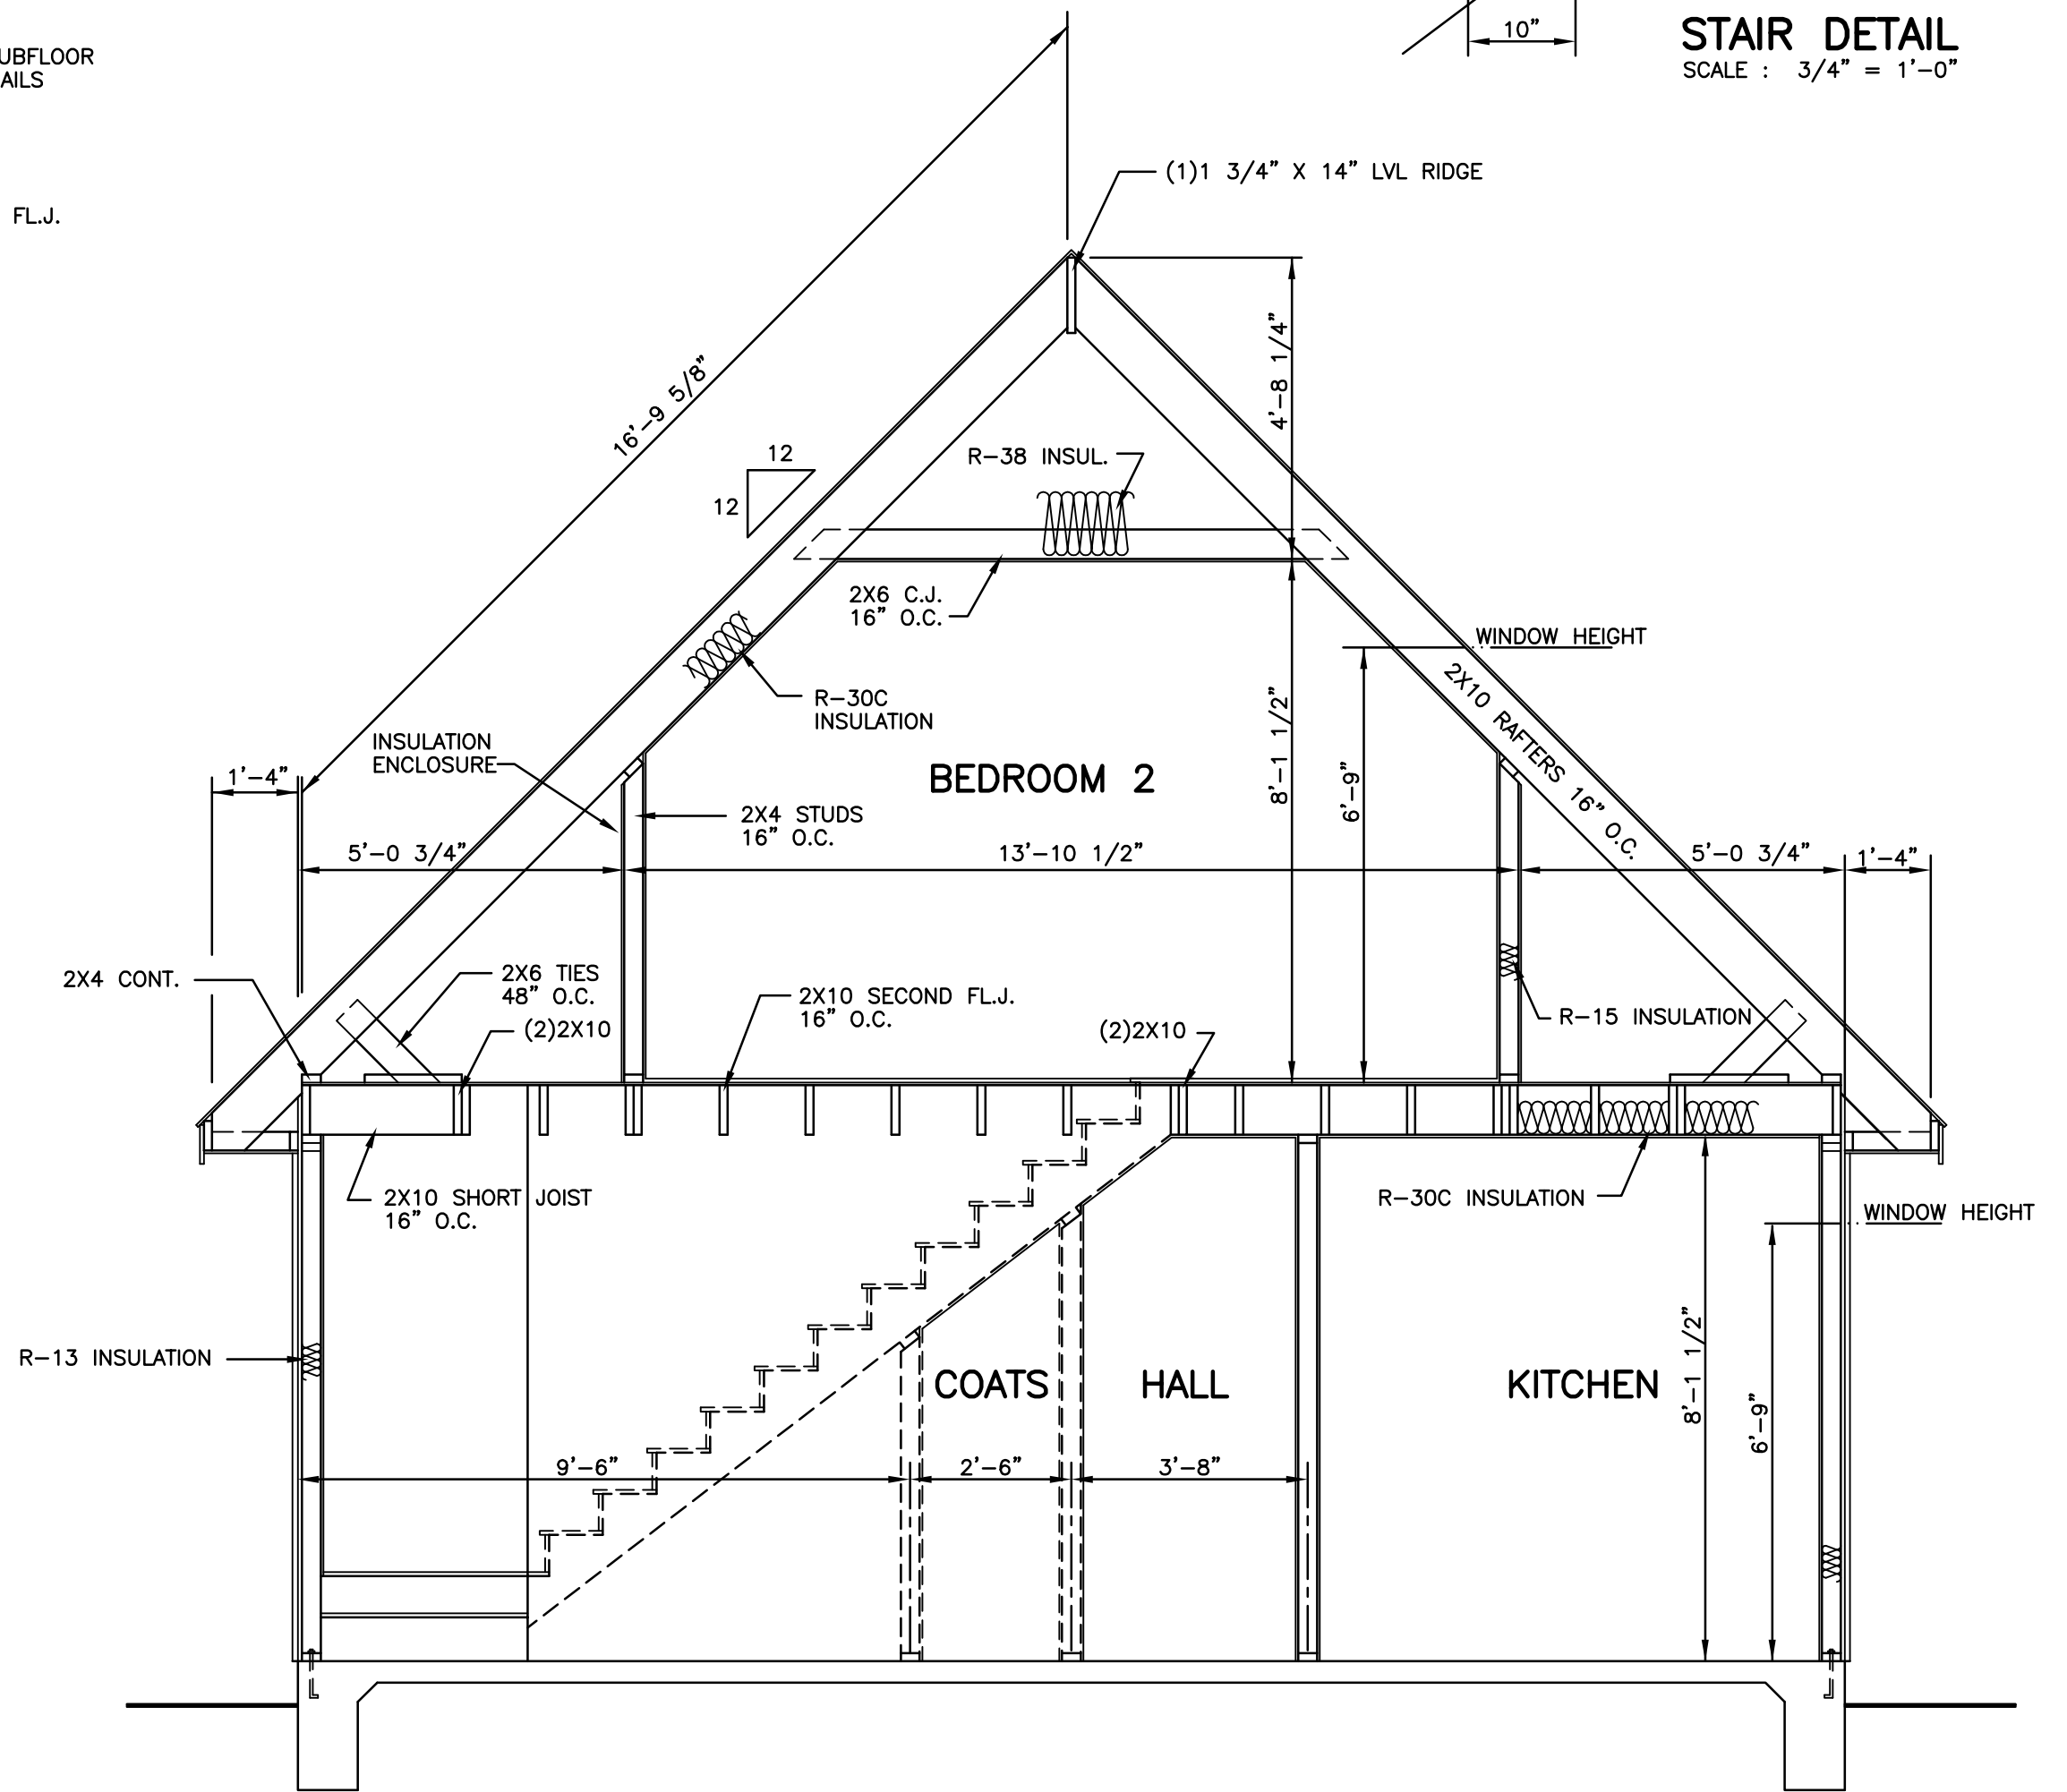 UBFLOOR
AILS
FL.J.
10"
STAIR DETAIL
SCALE : 3/4" = 1'-0"
(1)1 3/4" X 14" LVL RIDGE
16'-9 5/8"
4'-8 1/4"
12
12
R-38 INSUL.
2X6 C.J.
16" O.C.
WINDOW HEIGHT
2X10 RAFTERS 16" O.C.
R-30C
INSULATION
INSULATION
ENCLOSURE
BEDROOM 2
8'-1 1/2"
6'-9"
1'-4"
2X4 STUDS
16" O.C.
5'-0 3/4"
13'-10 1/2"
5'-0 3/4"
1'-4"
2X4 CONT.
2X6 TIES
48" O.C.
(2)2X10
2X10 SECOND FL.J.
16" O.C.
(2)2X10
R-15 INSULATION
2X10 SHORT JOIST
16" O.C.
R-30C INSULATION
WINDOW HEIGHT
R-13 INSULATION
COATS
HALL
KITCHEN
8'-1 1/2"
6'-9"
9'-6"
2'-6"
3'-8"